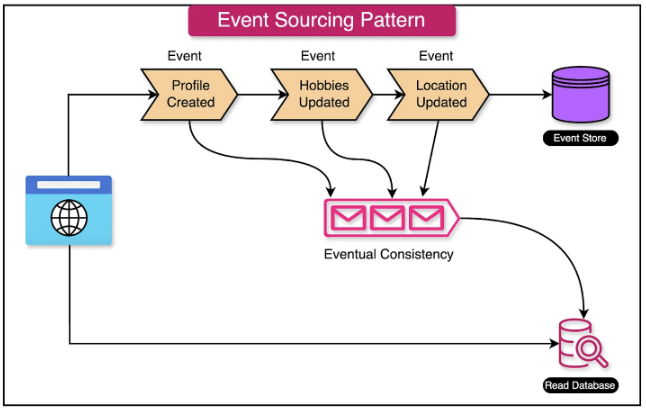 Event Sourcing Pattern
Event
Event
Event
Profile
Created
Hobbies
Updated
Location
Updated
Event Store
Eventual Consistency
Read Database